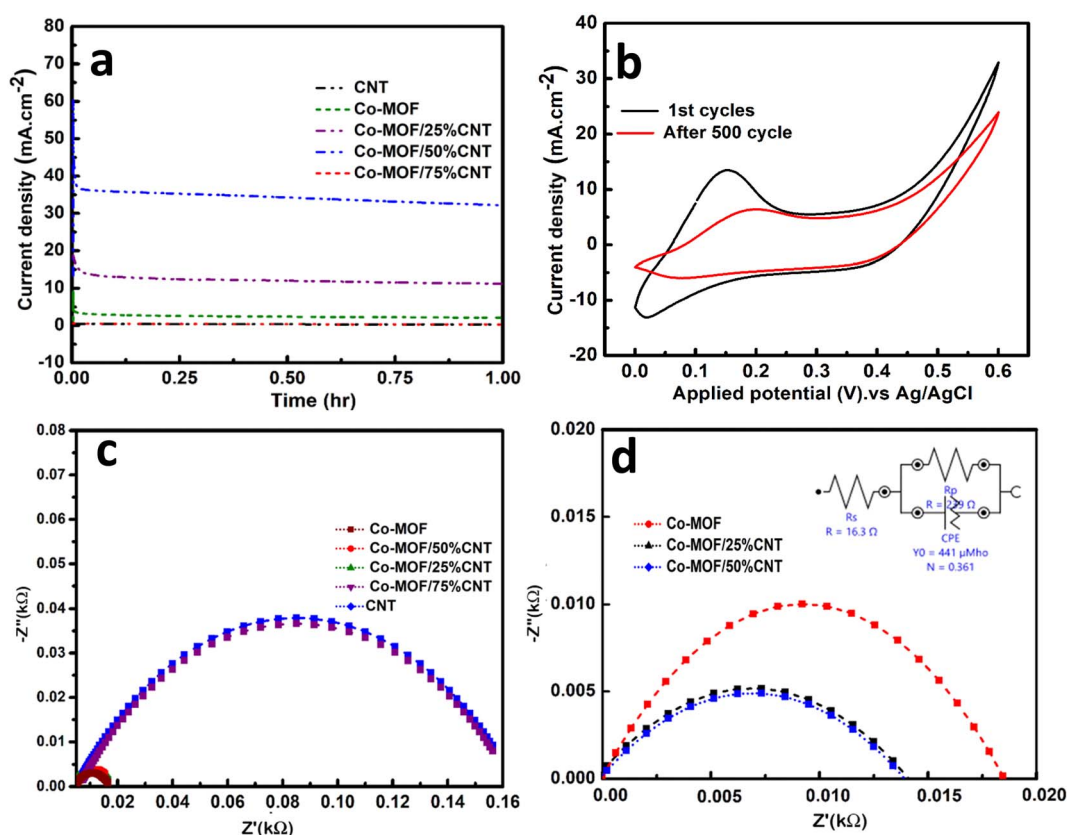 a
80
70
60
50
40
30
20
10
0
-10
0.00
0.25
0.50
0.75
1.00
Current density (mA.cm-2)
Time (hr)
CNT
Co-MOF
Co-MOF/25%CNT
Co-MOF/50%CNT
Co-MOF/75%CNT
b
40
30
20
10
0
-10
-20
0.0
0.1
0.2
0.3
0.4
0.5
0.6
Current density (mA.cm-2)
Applied potential (V).vs Ag/AgCl
1st cycles
After 500 cycle
c
0.08
0.07
0.06
0.05
0.04
0.03
0.02
0.01
0.00
0.02
0.04
0.06
0.08
0.10
0.12
0.14
0.16
-Z"(kΩ)
Z'(kΩ)
Co-MOF
Co-MOF/50%CNT
Co-MOF/25%CNT
Co-MOF/75%CNT
CNT
d
0.020
0.015
0.010
0.005
0.000
0.000
0.005
0.010
0.015
0.020
-Z"(kΩ)
Z'(kΩ)
Co-MOF
Co-MOF/25%CNT
Co-MOF/50%CNT
Rs
R = 16.3 Ω
Rp
CPE
Y0 = 441 µMho
N = 0.361